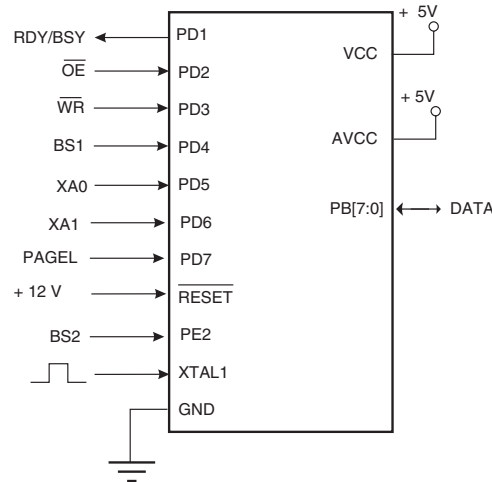 RDY/BSY PD1
OE PD2
WR PD3
BS1 PD4
XA0 PD5
XA1 PD6
PAGEL PD7
+ 12 V RESET
BS2 PE2
XTAL1
GND
+ 5V
VCC
+ 5V
AVCC
PB[7:0] DATA